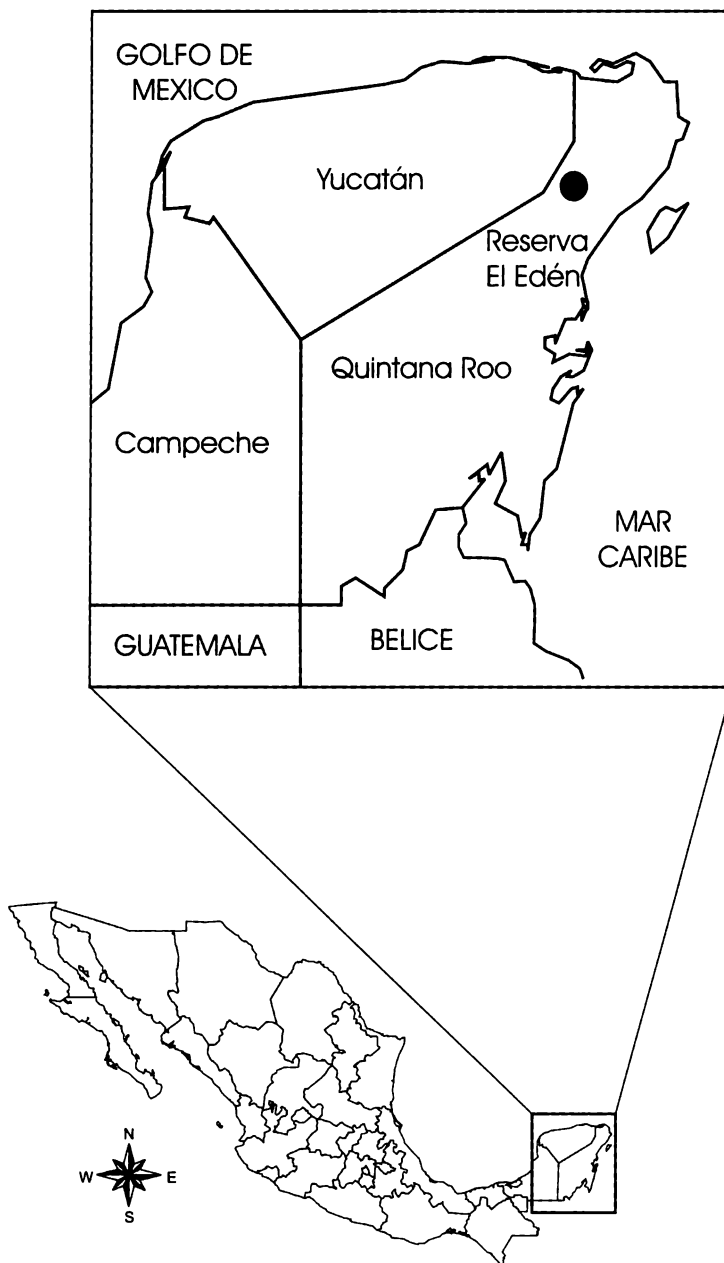 GOLFO DE
MEXICO
Yucatán
Reserva
El Edén
Quintana Roo
Campeche
MAR
CARIBE
GUATEMALA
BELICE
N
W
E
S